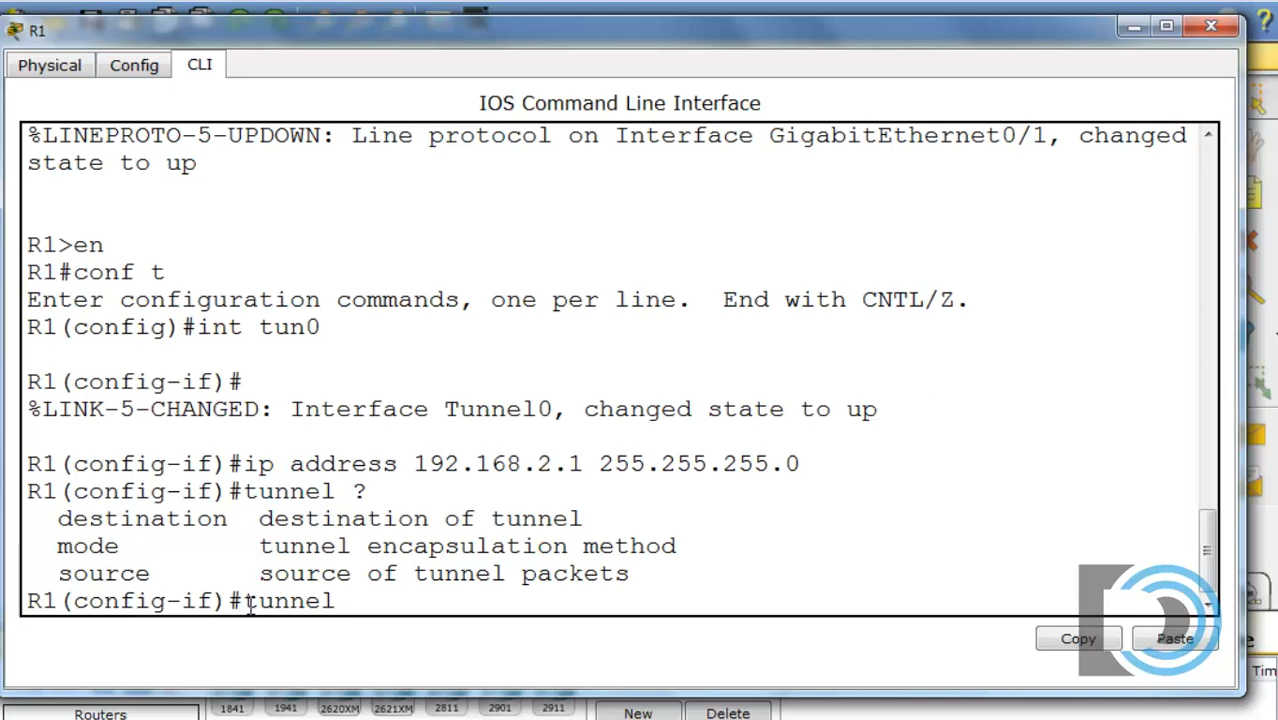 R1
Physical
Config
CLI
IOS Command Line Interface
%LINEPROTO-5-UPDOWN: Line protocol on Interface GigabitEthernet0/1, changed
state to up
R1>en
R1#conf t
Enter configuration commands, one per line.  End with CNTL/Z.
R1(config)#int tun0
R1(config-if)#
%LINK-5-CHANGED: Interface Tunnel0, changed state to up
R1(config-if)#ip address 192.168.2.1 255.255.255.0
R1(config-if)#tunnel ?
  destination  destination of tunnel
  mode         tunnel encapsulation method
  source       source of tunnel packets
R1(config-if)#tunnel
Copy
Paste
Tim
Routers
1841
1941
2620XM
2621XM
2811
2901
2911
New
Delete